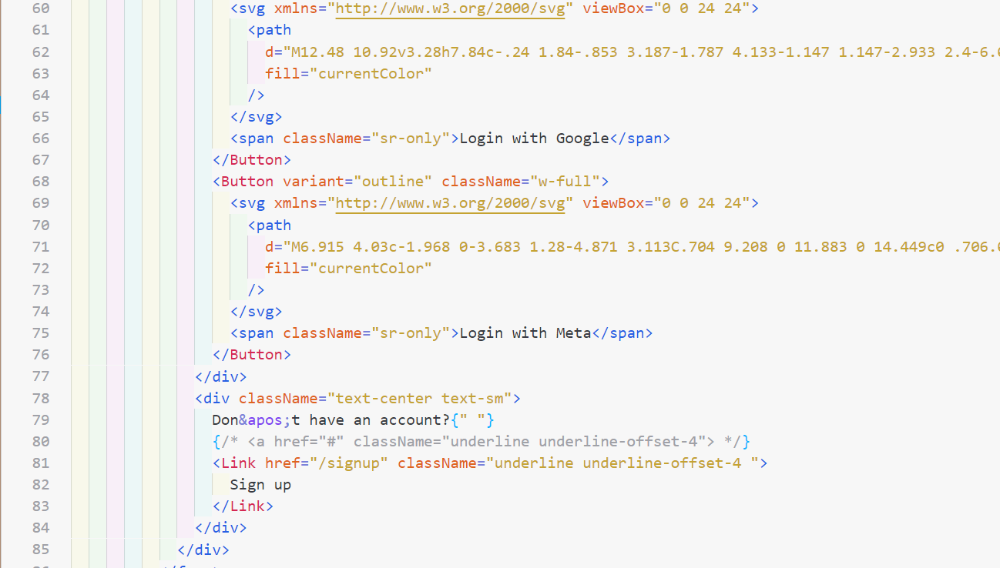 60 <svg xmlns="http://www.w3.org/2000/svg" viewBox="0 0 24 24">
61 <path
62 d="M12.48 10.92v3.28h7.84c-.24 1.84-.853 3.187-1.787 4.133-1.147 1.147-2.933 2.4-6.
63 fill="currentColor"
64 />
65 </svg>
66 <span className="sr-only">Login with Google</span>
67 </Button>
68 <Button variant="outline" className="w-full">
69 <svg xmlns="http://www.w3.org/2000/svg" viewBox="0 0 24 24">
70 <path
71 d="M6.915 4.03c-1.968 0-3.683 1.28-4.871 3.113C.704 9.208 0 11.883 0 14.449c0 .706.
72 fill="currentColor"
73 />
74 </svg>
75 <span className="sr-only">Login with Meta</span>
76 </Button>
77 </div>
78 <div className="text-center text-sm">
79 Don&apos;t have an account?{" "}
80 {/* <a href="#" className="underline underline-offset-4"> */}
81 <Link href="/signup" className="underline underline-offset-4 ">
82 Sign up
83 </Link>
84 </div>
85 </div>